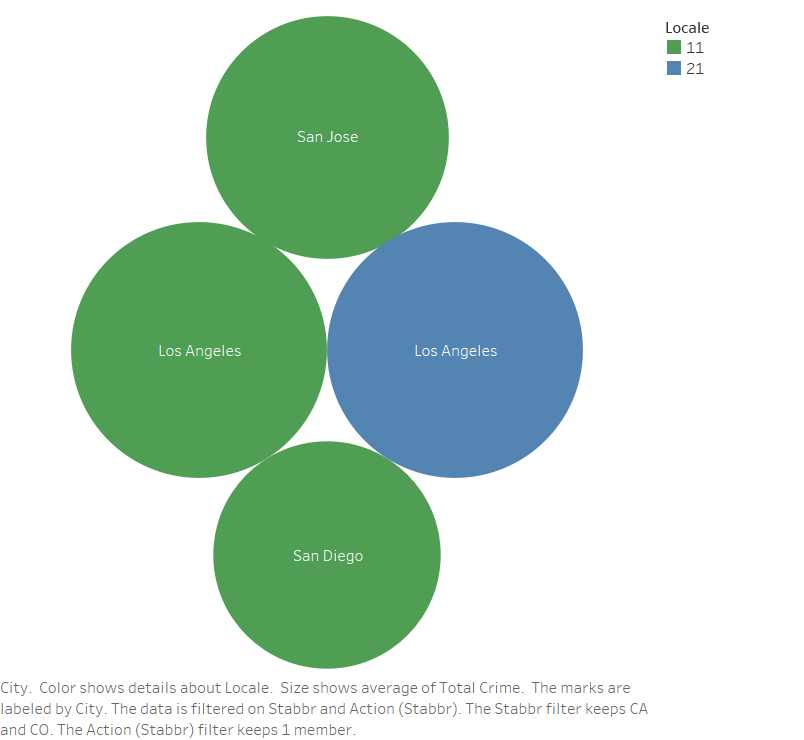 San Jose
Los Angeles
Los Angeles
San Diego
Locale
11
21
City.  Color shows details about Locale.  Size shows average of Total Crime.  The marks are
labeled by City. The data is filtered on Stabbr and Action (Stabbr). The Stabbr filter keeps CA
and CO. The Action (Stabbr) filter keeps 1 member.